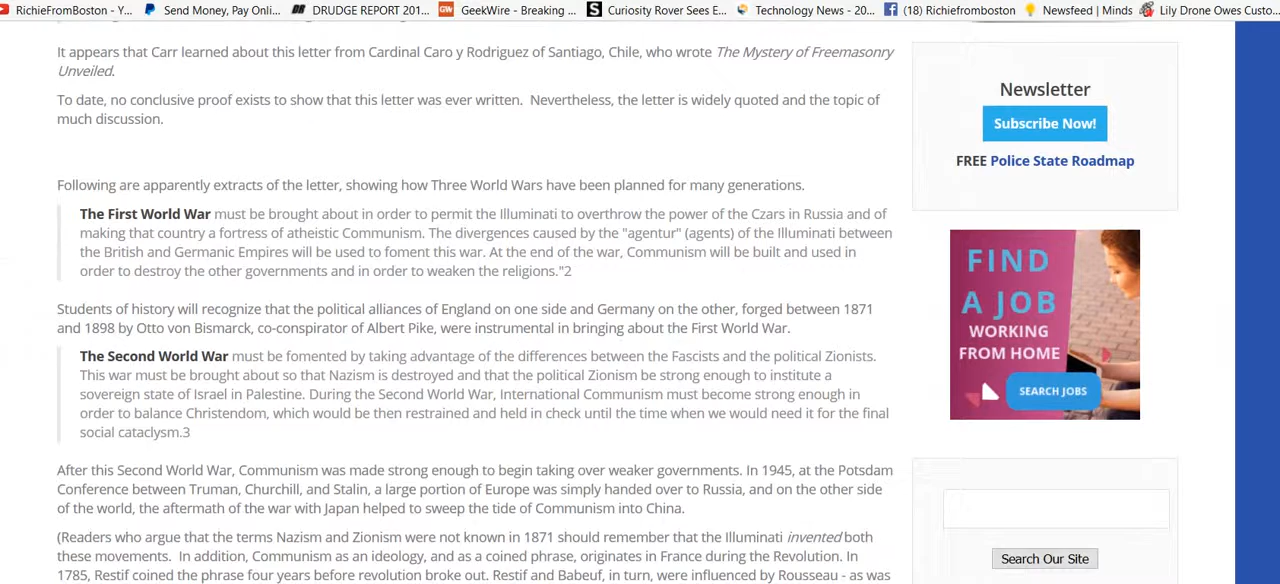 RichieFromBoston - Y...
Send Money, Pay Onli...
DRUDGE REPORT 201...
GeekWire - Breaking ...
Curiosity Rover Sees E...
Technology News - 20...
(18) Richiefromboston
Newsfeed | Minds
Lily Drone Owes Custo...
It appears that Carr learned about this letter from Cardinal Caro y Rodriguez of Santiago, Chile, who wrote The Mystery of Freemasonry
Unveiled.
To date, no conclusive proof exists to show that this letter was ever written. Nevertheless, the letter is widely quoted and the topic of
much discussion.
Following are apparently extracts of the letter, showing how Three World Wars have been planned for many generations.
The First World War must be brought about in order to permit the Illuminati to overthrow the power of the Czars in Russia and of
making that country a fortress of atheistic Communism. The divergences caused by the "agentur" (agents) of the Illuminati between
the British and Germanic Empires will be used to foment this war. At the end of the war, Communism will be built and used in
order to destroy the other governments and in order to weaken the religions."2
Students of history will recognize that the political alliances of England on one side and Germany on the other, forged between 1871
and 1898 by Otto von Bismarck, co-conspirator of Albert Pike, were instrumental in bringing about the First World War.
The Second World War must be fomented by taking advantage of the differences between the Fascists and the political Zionists.
This war must be brought about so that Nazism is destroyed and that the political Zionism be strong enough to institute a
sovereign state of Israel in Palestine. During the Second World War, International Communism must become strong enough in
order to balance Christendom, which would be then restrained and held in check until the time when we would need it for the final
social cataclysm.3
After this Second World War, Communism was made strong enough to begin taking over weaker governments. In 1945, at the Potsdam
Conference between Truman, Churchill, and Stalin, a large portion of Europe was simply handed over to Russia, and on the other side
of the world, the aftermath of the war with Japan helped to sweep the tide of Communism into China.
(Readers who argue that the terms Nazism and Zionism were not known in 1871 should remember that the Illuminati invented both
these movements. In addition, Communism as an ideology, and as a coined phrase, originates in France during the Revolution. In
1785, Restif coined the phrase four years before revolution broke out. Restif and Babeuf, in turn, were influenced by Rousseau - as was
Newsletter
Subscribe Now!
FREE Police State Roadmap
FIND
A JOB
WORKING
FROM HOME
SEARCH JOBS
Search Our Site